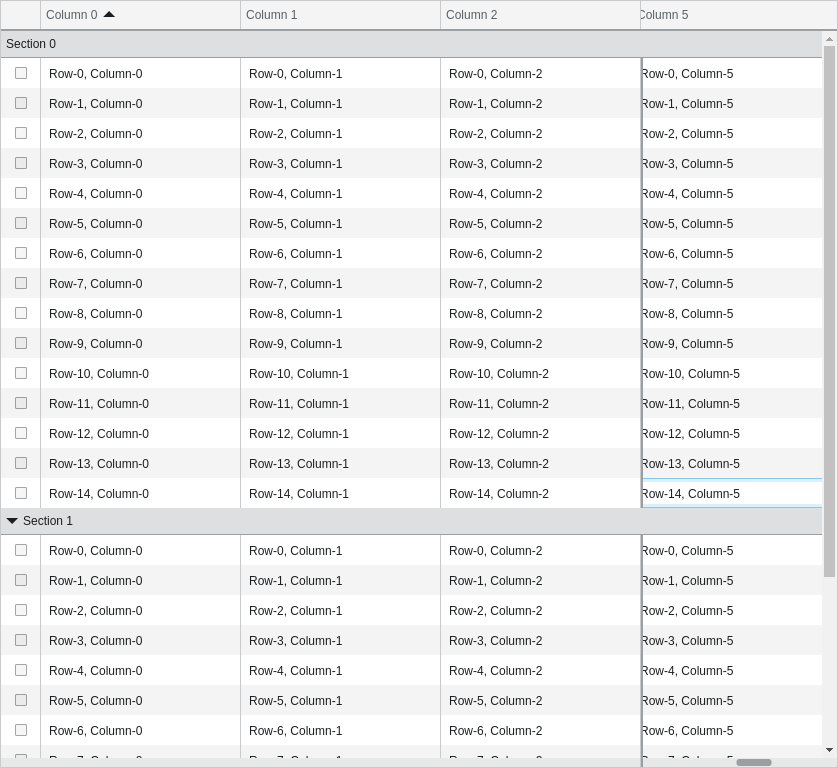 Column 0 Column 1 Column 2 Column 5
Section 0
Row-0, Column-0 Row-0, Column-1 Row-0, Column-2 Row-0, Column-5
Row-1, Column-0 Row-1, Column-1 Row-1, Column-2 Row-1, Column-5
Row-2, Column-0 Row-2, Column-1 Row-2, Column-2 Row-2, Column-5
Row-3, Column-0 Row-3, Column-1 Row-3, Column-2 Row-3, Column-5
Row-4, Column-0 Row-4, Column-1 Row-4, Column-2 Row-4, Column-5
Row-5, Column-0 Row-5, Column-1 Row-5, Column-2 Row-5, Column-5
Row-6, Column-0 Row-6, Column-1 Row-6, Column-2 Row-6, Column-5
Row-7, Column-0 Row-7, Column-1 Row-7, Column-2 Row-7, Column-5
Row-8, Column-0 Row-8, Column-1 Row-8, Column-2 Row-8, Column-5
Row-9, Column-0 Row-9, Column-1 Row-9, Column-2 Row-9, Column-5
Row-10, Column-0 Row-10, Column-1 Row-10, Column-2 Row-10, Column-5
Row-11, Column-0 Row-11, Column-1 Row-11, Column-2 Row-11, Column-5
Row-12, Column-0 Row-12, Column-1 Row-12, Column-2 Row-12, Column-5
Row-13, Column-0 Row-13, Column-1 Row-13, Column-2 Row-13, Column-5
Row-14, Column-0 Row-14, Column-1 Row-14, Column-2 Row-14, Column-5
Section 1
Row-0, Column-0 Row-0, Column-1 Row-0, Column-2 Row-0, Column-5
Row-1, Column-0 Row-1, Column-1 Row-1, Column-2 Row-1, Column-5
Row-2, Column-0 Row-2, Column-1 Row-2, Column-2 Row-2, Column-5
Row-3, Column-0 Row-3, Column-1 Row-3, Column-2 Row-3, Column-5
Row-4, Column-0 Row-4, Column-1 Row-4, Column-2 Row-4, Column-5
Row-5, Column-0 Row-5, Column-1 Row-5, Column-2 Row-5, Column-5
Row-6, Column-0 Row-6, Column-1 Row-6, Column-2 Row-6, Column-5